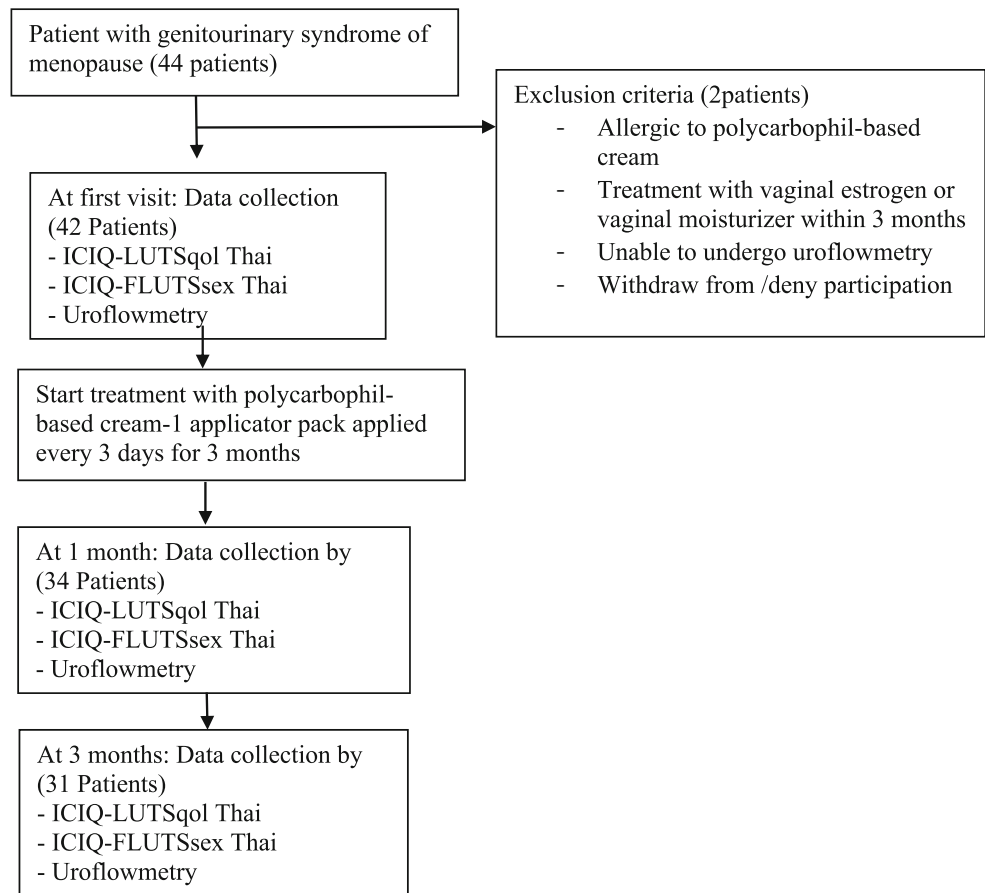 Patient with genitourinary syndrome of
menopause (44 patients)
Exclusion criteria (2patients)
- Allergic to polycarbophil-based
cream
- Treatment with vaginal estrogen or
vaginal moisturizer within 3 months
- Unable to undergo uroflowmetry
- Withdraw from /deny participation
At first visit: Data collection
(42 Patients)
- ICIQ-LUTSqol Thai
- ICIQ-FLUTSsex Thai
- Uroflowmetry
Start treatment with polycarbophil-
based cream-1 applicator pack applied
every 3 days for 3 months
At 1 month: Data collection by
(34 Patients)
- ICIQ-LUTSqol Thai
- ICIQ-FLUTSsex Thai
- Uroflowmetry
At 3 months: Data collection by
(31 Patients)
- ICIQ-LUTSqol Thai
- ICIQ-FLUTSsex Thai
- Uroflowmetry